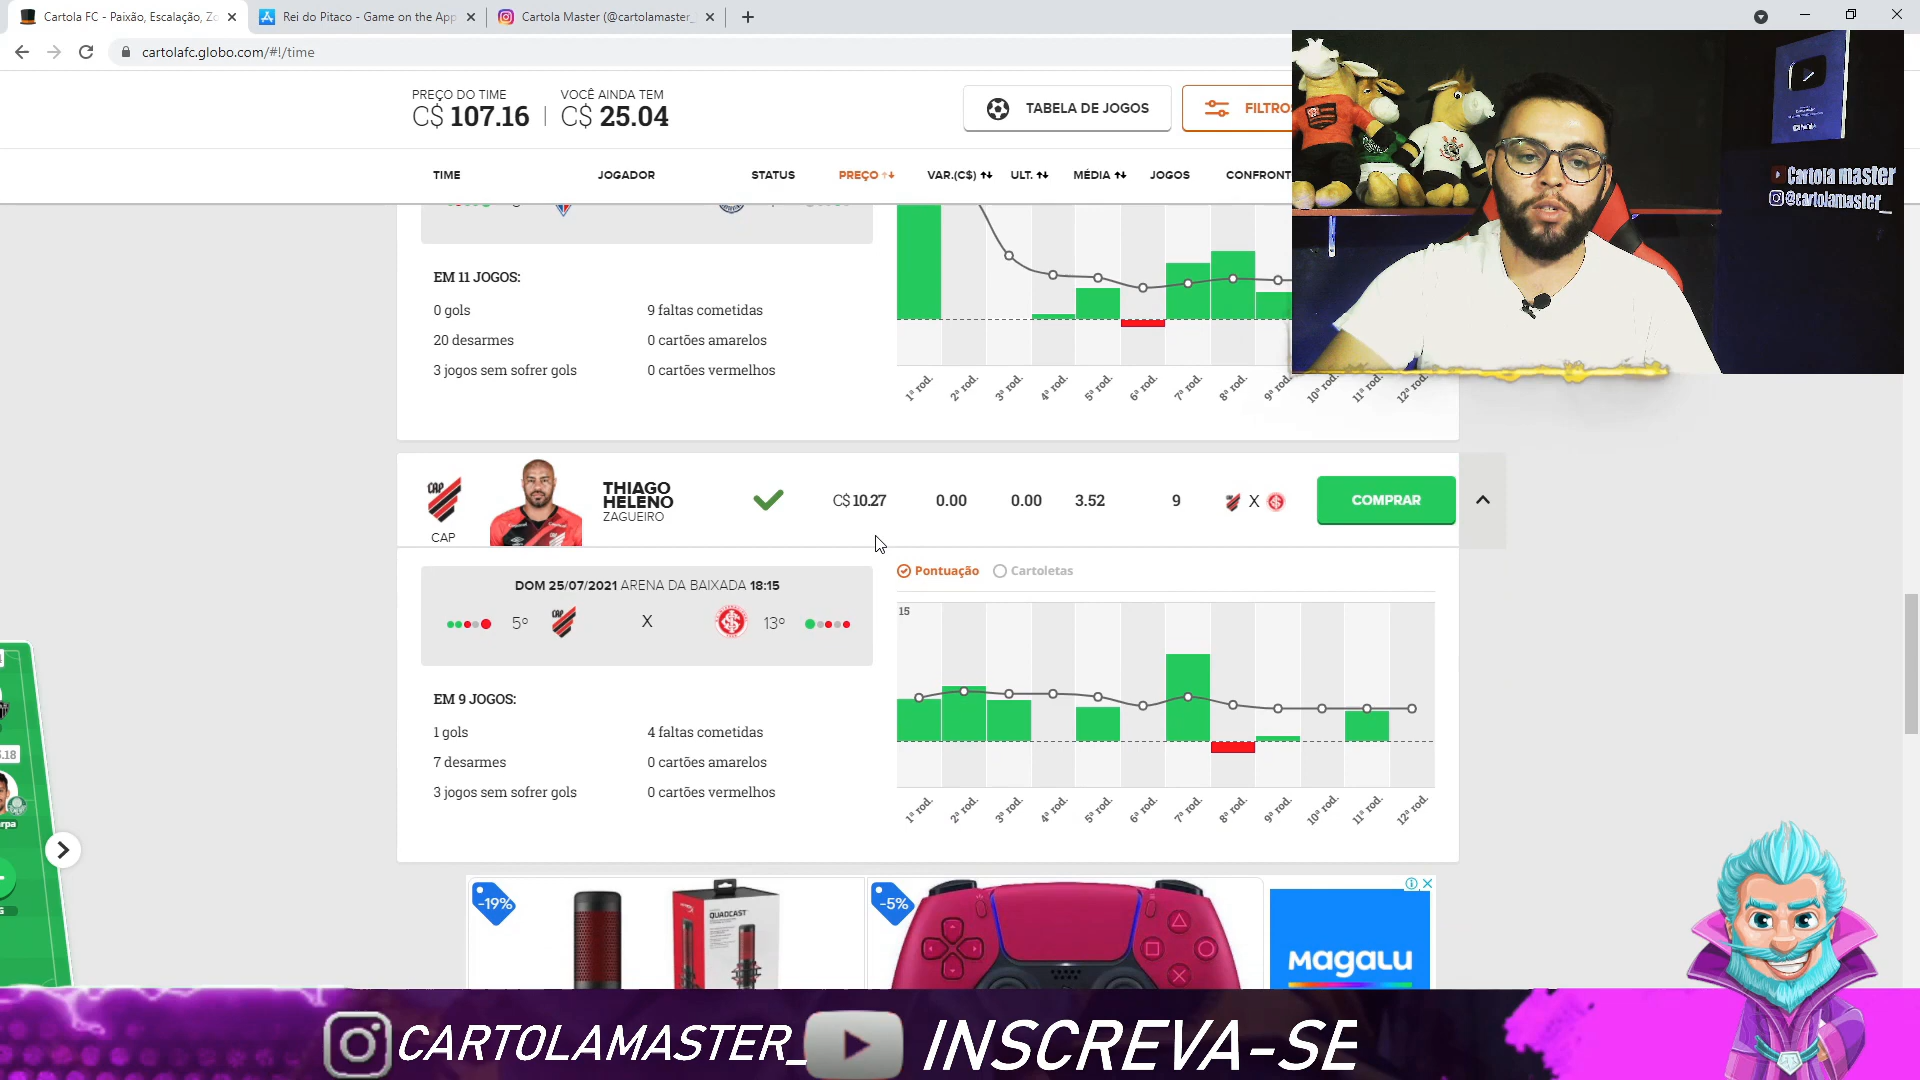 Cartola FC - Paixão, Escalação, Zo
Rei do Pitaco - Game on the App
Cartola Master (@cartolamaster_
cartolafc.globo.com/#!/time
PREÇO DO TIME
C$ 107.16
VOCÊ AINDA TEM
C$ 25.04
TABELA DE JOGOS
FILTROS
TIME JOGADOR STATUS PREÇO VAR.(C$) ULT. MÉDIA JOGOS CONFRONT
Cartola master
@cartolamaster_
EM 11 JOGOS:
0 gols
9 faltas cometidas
20 desarmes
0 cartões amarelos
3 jogos sem sofrer gols
0 cartões vermelhos
1ª rod. 2ª rod. 3ª rod. 4ª rod. 5ª rod. 6ª rod. 7ª rod. 8ª rod. 9ª rod. 10ª rod. 11ª rod. 12ª rod.
CAP
CAP
THIAGO
HELENO
ZAGUEIRO
C$ 10.27 0.00 0.00 3.52 9 X
COMPRAR
DOM 25/07/2021 ARENA DA BAIXADA 18:15
5º CAP X 13º
Pontuação Cartoletas
15
EM 9 JOGOS:
1 gols
4 faltas cometidas
7 desarmes
0 cartões amarelos
3 jogos sem sofrer gols
0 cartões vermelhos
1ª rod. 2ª rod. 3ª rod. 4ª rod. 5ª rod. 6ª rod. 7ª rod. 8ª rod. 9ª rod. 10ª rod. 11ª rod. 12ª rod.
-19%
QUADCAST
-5%
MAGALU
CARTOLAMASTER_
INSCREVA-SE